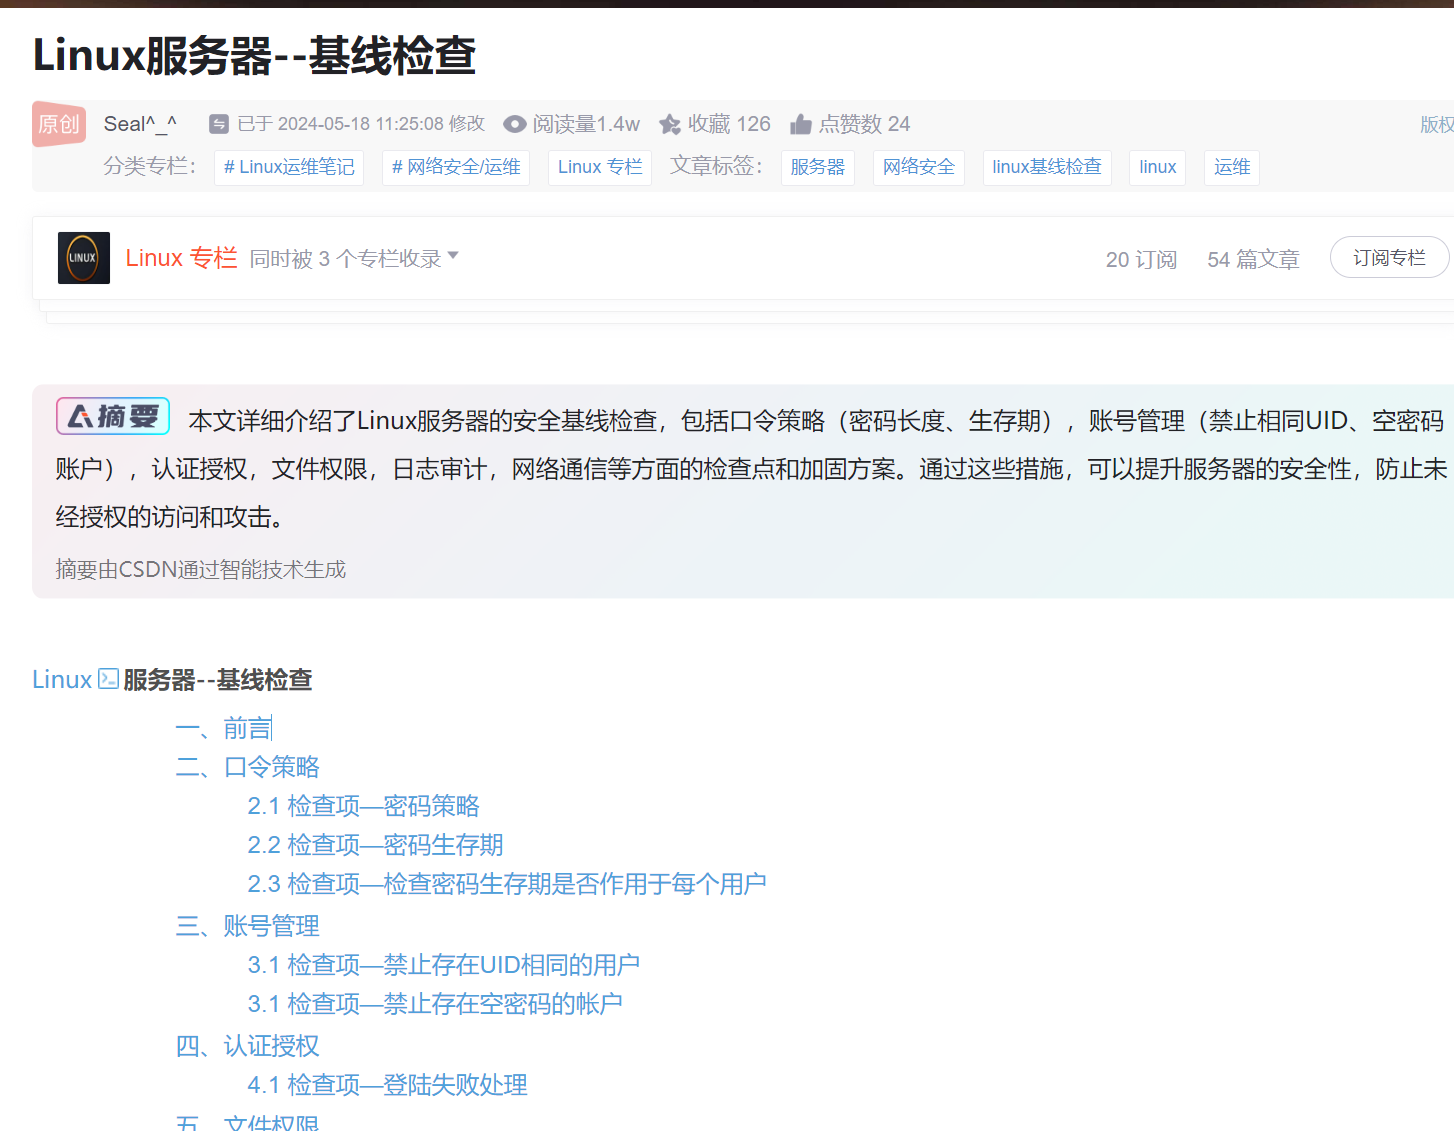 Linux服务器--基线检查
原创 Seal^_^ 已于 2024-05-18 11:25:08 修改 阅读量1.4w 收藏 126 点赞数 24 版权
分类专栏： # Linux运维笔记 # 网络安全/运维 Linux 专栏 文章标签： 服务器 网络安全 linux基线检查 linux 运维
LINUX Linux 专栏 同时被 3 个专栏收录 20 订阅 54 篇文章 订阅专栏
摘要 本文详细介绍了Linux服务器的安全基线检查，包括口令策略（密码长度、生存期），账号管理（禁止相同UID、空密码
账户），认证授权，文件权限，日志审计，网络通信等方面的检查点和加固方案。通过这些措施，可以提升服务器的安全性，防止未
经授权的访问和攻击。
摘要由CSDN通过智能技术生成
Linux服务器--基线检查
一、前言
二、口令策略
2.1 检查项—密码策略
2.2 检查项—密码生存期
2.3 检查项—检查密码生存期是否作用于每个用户
三、账号管理
3.1 检查项—禁止存在UID相同的用户
3.1 检查项—禁止存在空密码的帐户
四、认证授权
4.1 检查项—登陆失败处理
五、文件权限